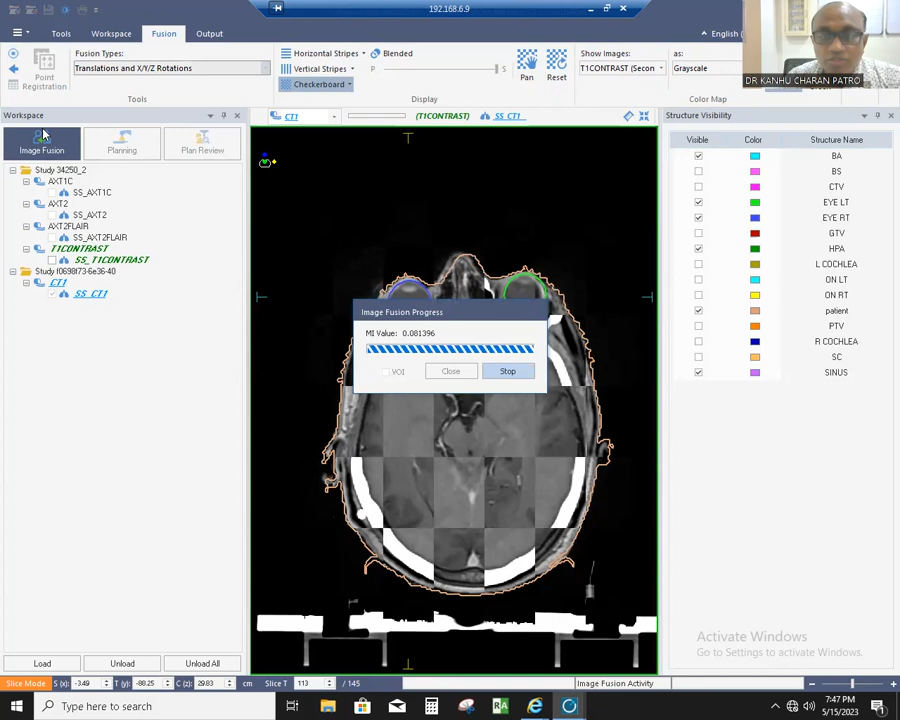 192.168.6.9
Tools
Workspace
Fusion
Output
English (
Point
Registration
Fusion Types:
Translations and X/Y/Z Rotations
Tools
Horizontal Stripes
Vertical Stripes
Checkerboard
Blended
P
S
Pan
Reset
Display
Show Images:
T1CONTRAST (Secon
as:
Grayscale
Color Map
DR KANHU CHARAN PATRO
Workspace
CT1
(T1CONTRAST)
SS_CT1
Structure Visibility
Image Fusion
Planning
Plan Review
Visible
Color
Structure Name
Study 34250_2
AXT1C
SS_AXT1C
AXT2
SS_AXT2
AXT2FLAIR
SS_AXT2FLAIR
T1CONTRAST
SS_T1CONTRAST
Study I0698I73-6e36-40
CT1
SS_CT1
BA
BS
CTV
EYE LT
EYE RT
GTV
HPA
L COCHLEA
ON LT
ON RT
patient
PTV
R COCHLEA
SC
SINUS
Image Fusion Progress
MI Value: 0.081396
VOI
Close
Stop
Activate Windows
Go to Settings to activate Windows.
Load
Unload
Unload All
Slice Mode
S (x): -3.49
T (y): -88.25
C (z): 29.83
cm
Slice T
113
/ 145
Image Fusion Activity
Type here to search
7:47 PM
5/15/2023